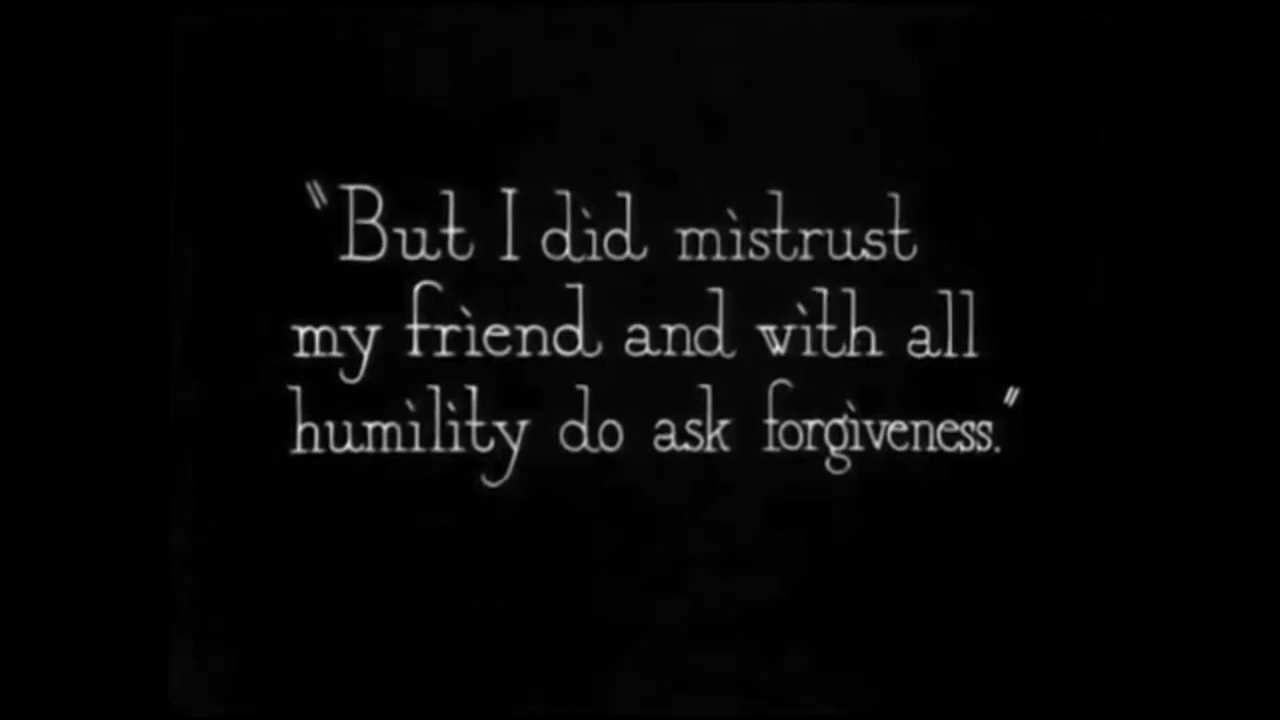 "But I did mistrust
my friend and with all
humility do ask forgiveness."